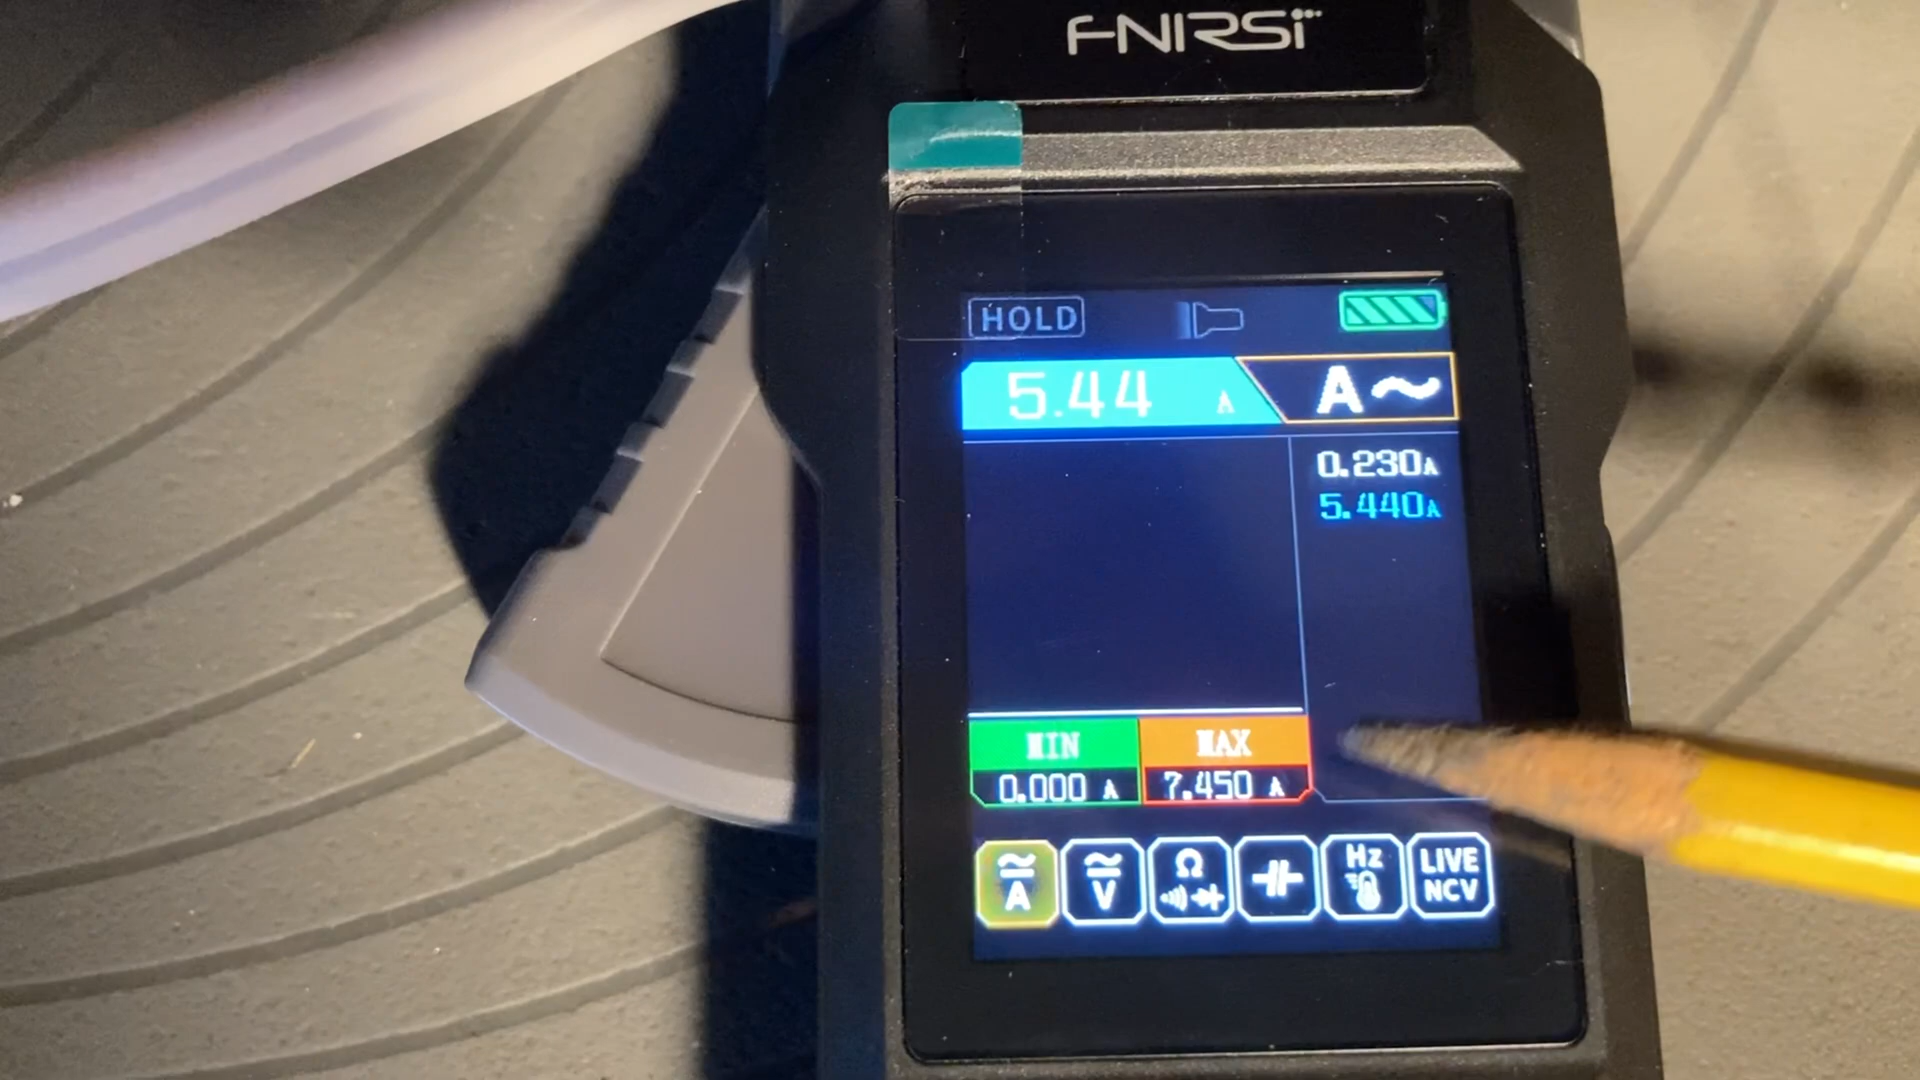 FNIRSi
HOLD
5.44 A
A~
0.230A
5.440A
MIN
MAX
0.000 A
7.450 A
A
V
Ω
Hz
LIVE
NCV